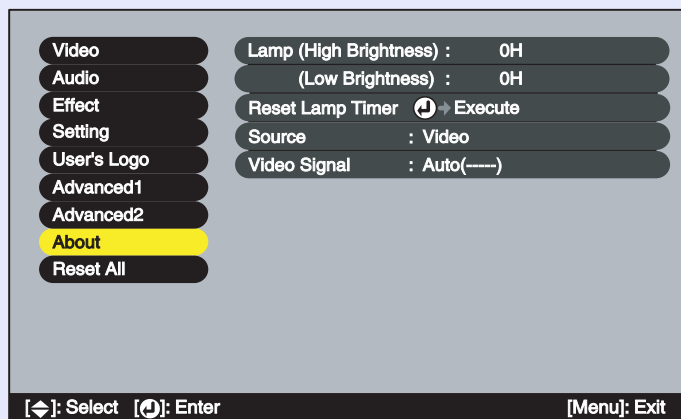 Video
Audio
Effect
Setting
User's Logo
Advanced1
Advanced2
About
Reset All
Lamp (High Brightness) : 0H
(Low Brightness) : 0H
Reset Lamp Timer Execute
Source : Video
Video Signal : Auto(-----)
[ ]: Select [ ]: Enter [Menu]: Exit